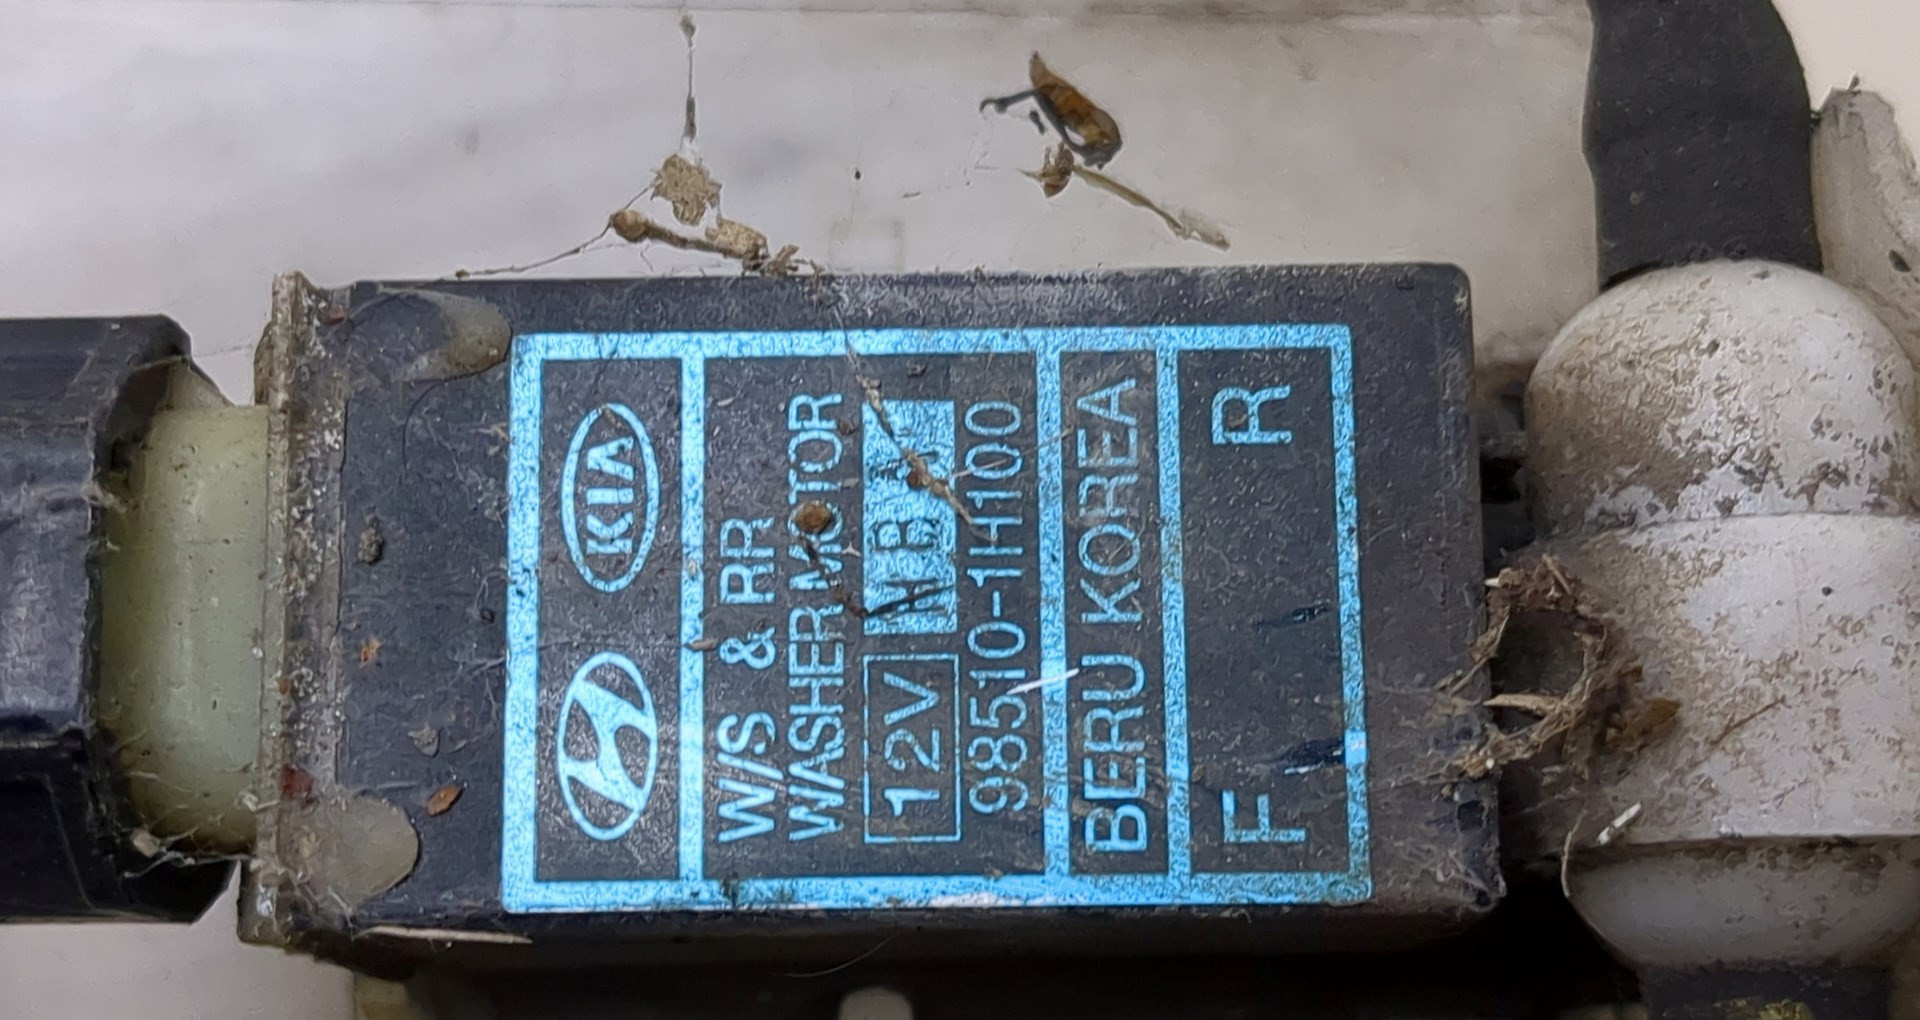 KIA
W/S & RR
WASHER MOTOR
12V
98510-1H100
BERU KOREA
F R